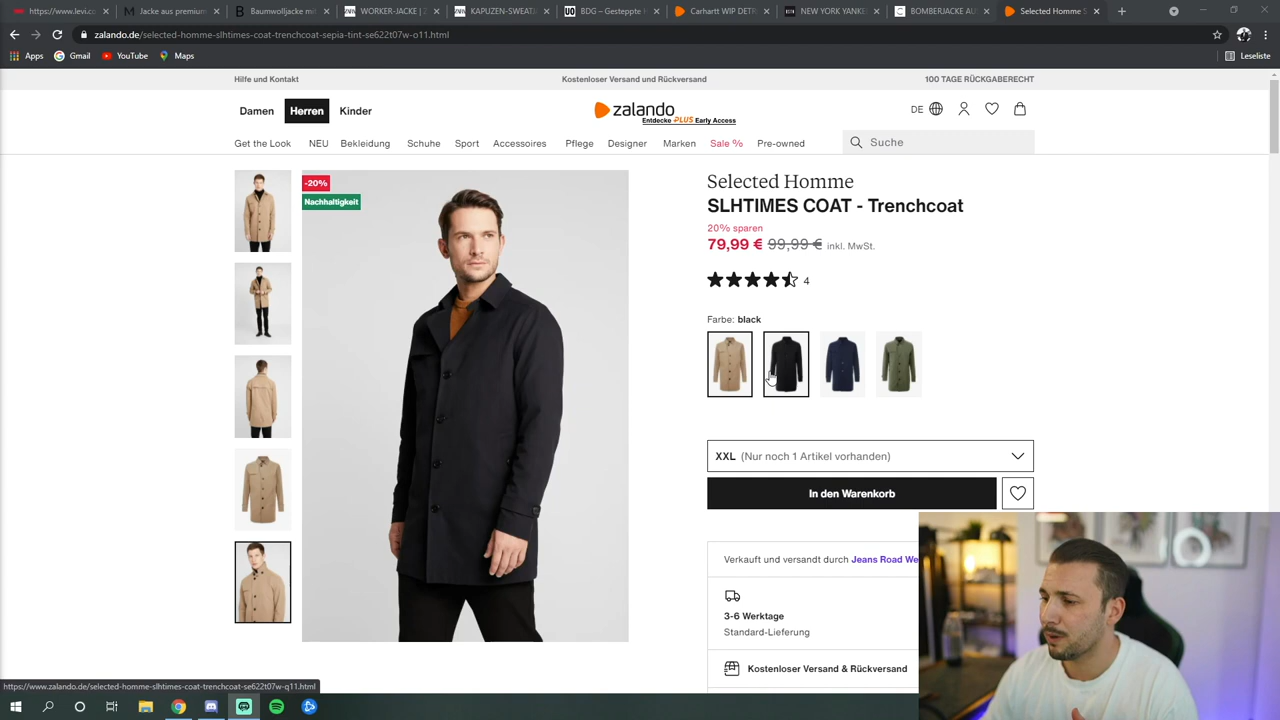 https://www.levi.co
Jacke aus premium
Baumwolljacke mit
WORKER-JACKE | Z
KAPUZEN-SWEATJ
BDG – Gesteppte K
Carhartt WIP DETR
NEW YORK YANKE
BOMBERJACKE AU
Selected Homme S
zalando.de/selected-homme-slhtimes-coat-trenchcoat-sepia-tint-se622t07w-o11.html
Apps
Gmail
YouTube
Maps
Leseliste
Hilfe und Kontakt
Kostenloser Versand und Rückversand
100 TAGE RÜCKGABERECHT
Damen
Herren
Kinder
zalando
Entdecke PLUS Early Access
DE
Get the Look
NEU
Bekleidung
Schuhe
Sport
Accessoires
Pflege
Designer
Marken
Sale %
Pre-owned
Suche
-20%
Nachhaltigkeit
Selected Homme
SLHTIMES COAT - Trenchcoat
20% sparen
79,99 € 99,99 € inkl. MwSt.
4
Farbe: black
XXL (Nur noch 1 Artikel vorhanden)
In den Warenkorb
Verkauft und versandt durch Jeans Road We
3-6 Werktage
Standard-Lieferung
Kostenloser Versand & Rückversand
https://www.zalando.de/selected-homme-slhtimes-coat-trenchcoat-se622t07w-q11.html